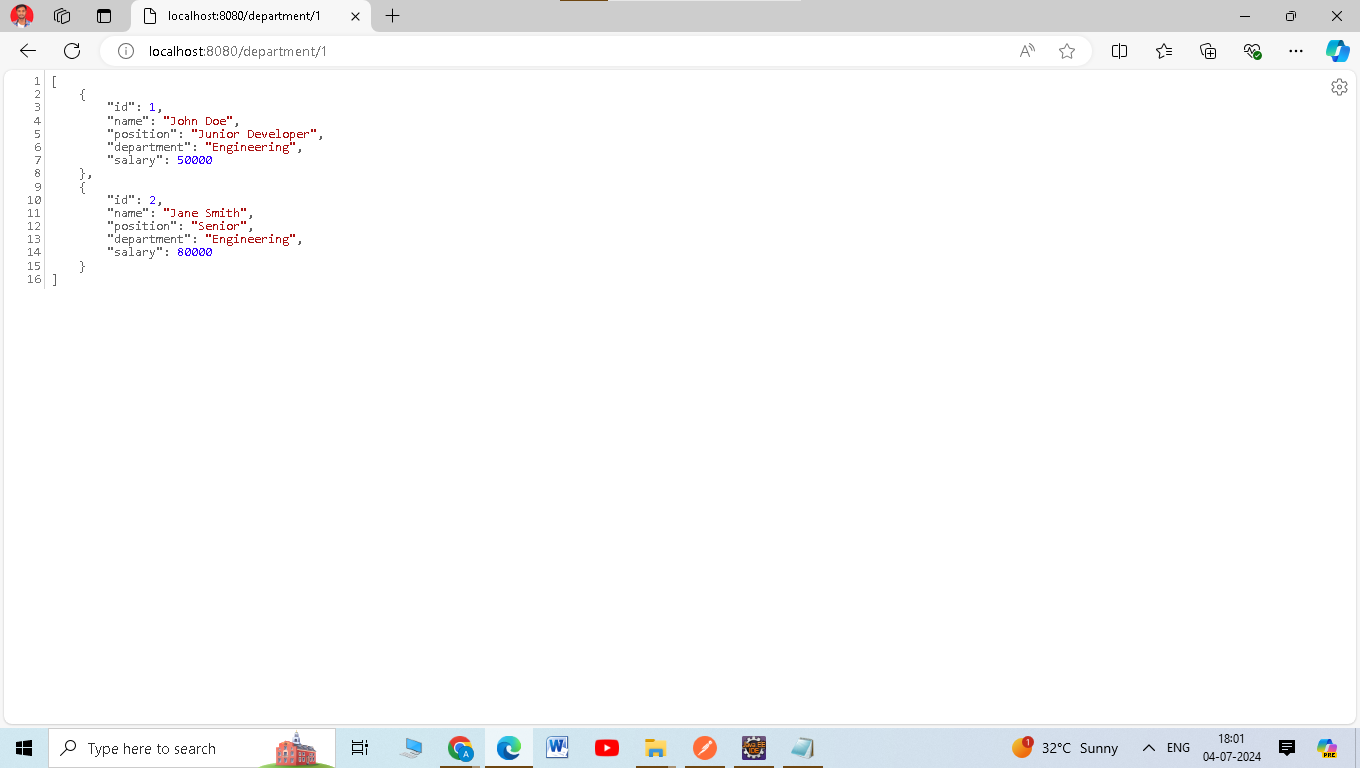 localhost:8080/department/1
localhost:8080/department/1
1 [
2 {
3 "id": 1,
4 "name": "John Doe",
5 "position": "Junior Developer",
6 "department": "Engineering",
7 "salary": 50000
8 },
9 {
10 "id": 2,
11 "name": "Jane Smith",
12 "position": "Senior",
13 "department": "Engineering",
14 "salary": 80000
15 }
16 ]
Type here to search
1
32°C Sunny
ENG
18:01
04-07-2024
PRE